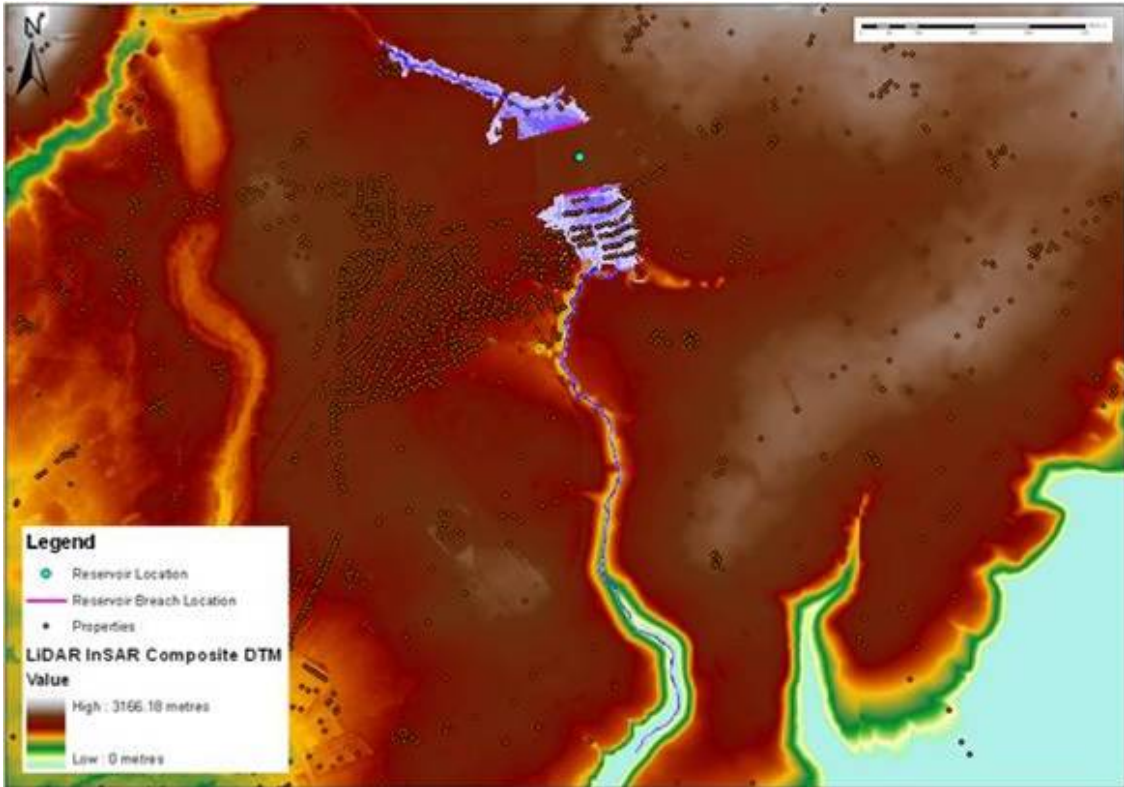 N
Legend
Reservoir Location
Reservoir Breach Location
Properties
LiDAR InSAR Composite DTM
Value
High : 3166.18 metres
Low : 0 metres